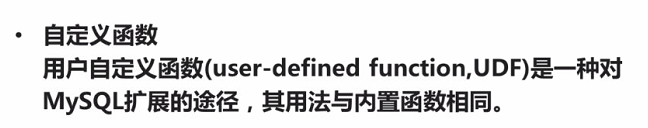 • 自定义函数
用户自定义函数(user-defined function,UDF)是一种对
MySQL扩展的途径，其用法与内置函数相同。